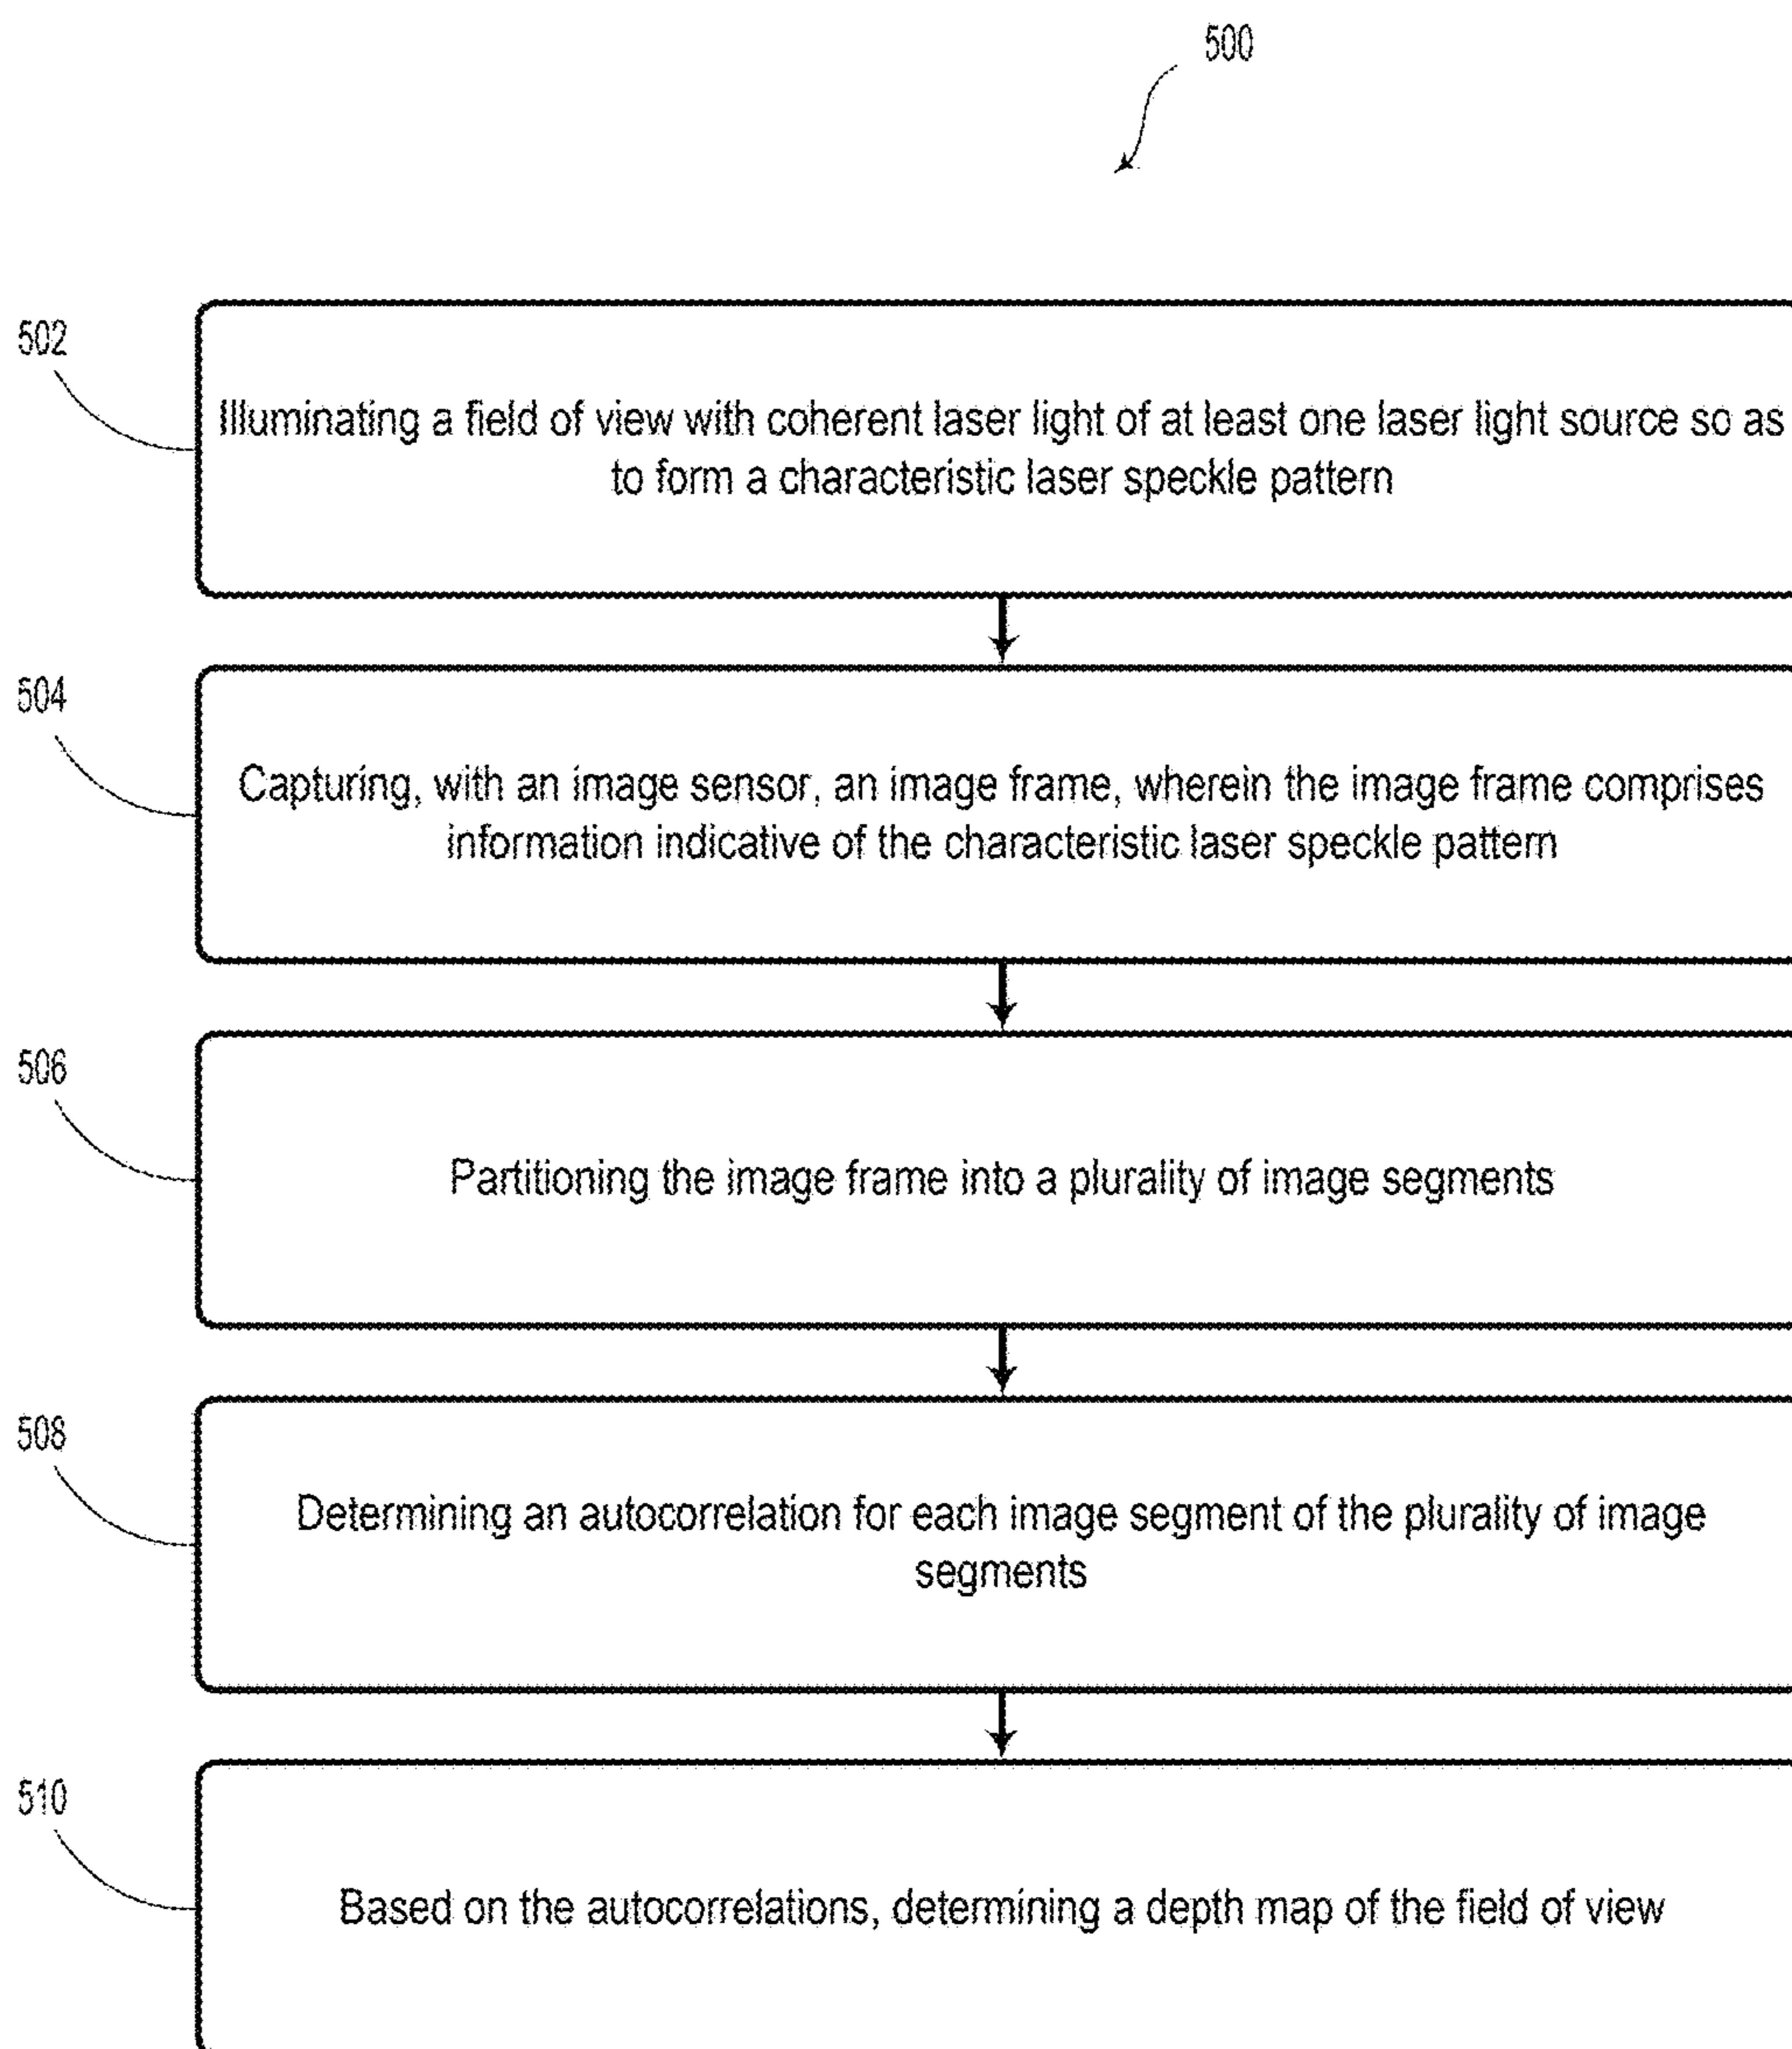 500
502
Illuminating a field of view with coherent laser light of at least one laser light source so as
to form a characteristic laser speckle pattern
504
Capturing, with an image sensor, an image frame, wherein the image frame comprises
information indicative of the characteristic laser speckle pattern
506
Partitioning the image frame into a plurality of image segments
508
Determining an autocorrelation for each image segment of the plurality of image
segments
510
Based on the autocorrelations, determining a depth map of the field of view